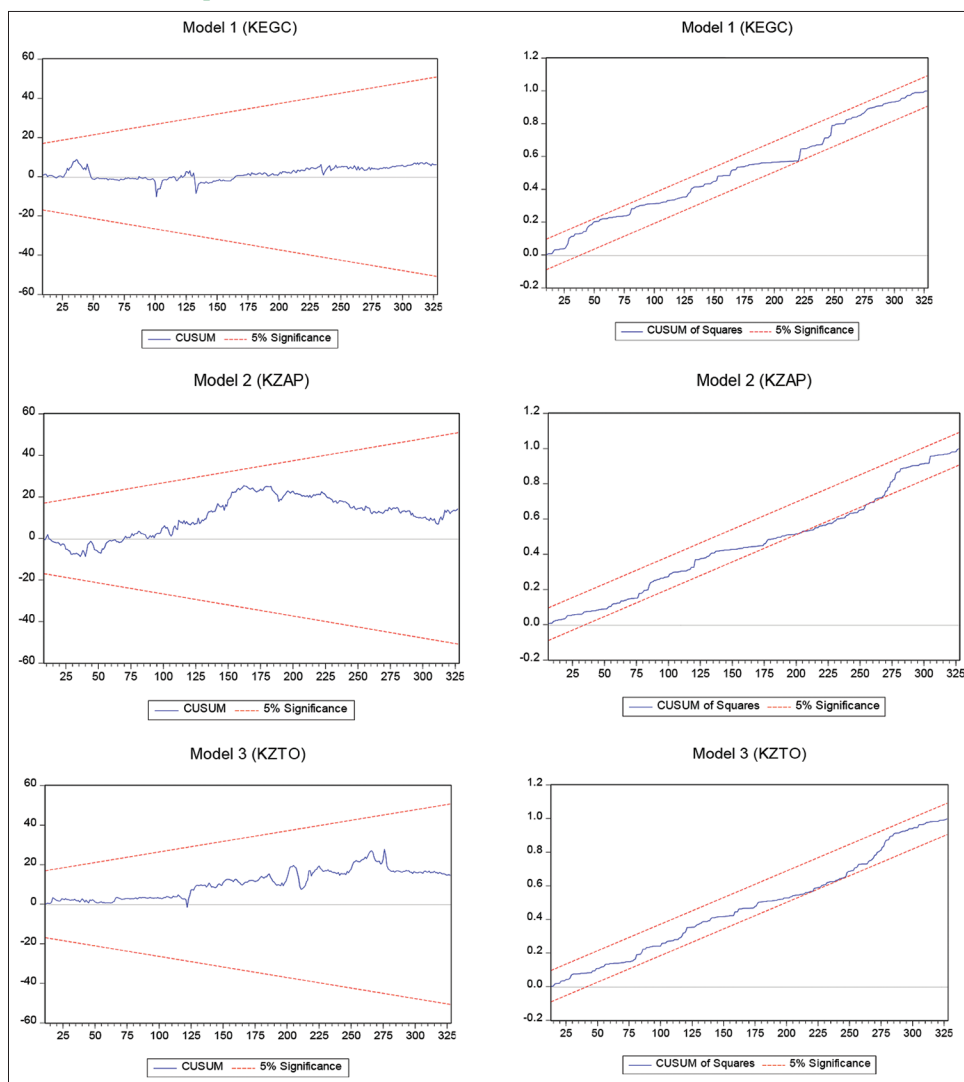 Model 1 (KEGC)
60
40
20
0
-20
-40
-60
25 50 75 100 125 150 175 200 225 250 275 300 325
CUSUM 5% Significance
Model 1 (KEGC)
1.2
1.0
0.8
0.6
0.4
0.2
0.0
-0.2
25 50 75 100 125 150 175 200 225 250 275 300 325
CUSUM of Squares 5% Significance
Model 2 (KZAP)
60
40
20
0
-20
-40
-60
25 50 75 100 125 150 175 200 225 250 275 300 325
CUSUM 5% Significance
Model 2 (KZAP)
1.2
1.0
0.8
0.6
0.4
0.2
0.0
-0.2
25 50 75 100 125 150 175 200 225 250 275 300 325
CUSUM of Squares 5% Significance
Model 3 (KZTO)
60
40
20
0
-20
-40
-60
25 50 75 100 125 150 175 200 225 250 275 300 325
CUSUM 5% Significance
Model 3 (KZTO)
1.2
1.0
0.8
0.6
0.4
0.2
0.0
-0.2
25 50 75 100 125 150 175 200 225 250 275 300 325
CUSUM of Squares 5% Significance